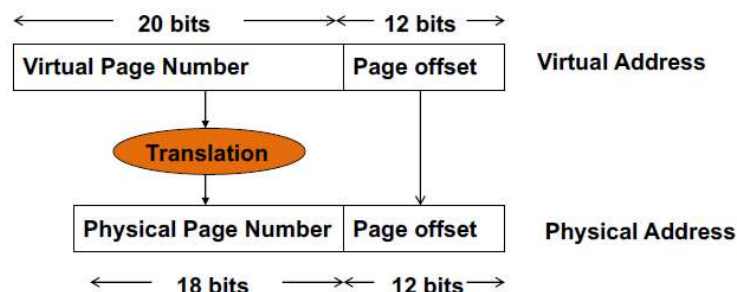 20 bits 12 bits
Virtual Page Number Page offset Virtual Address
Translation
Physical Page Number Page offset Physical Address
18 bits 12 bits